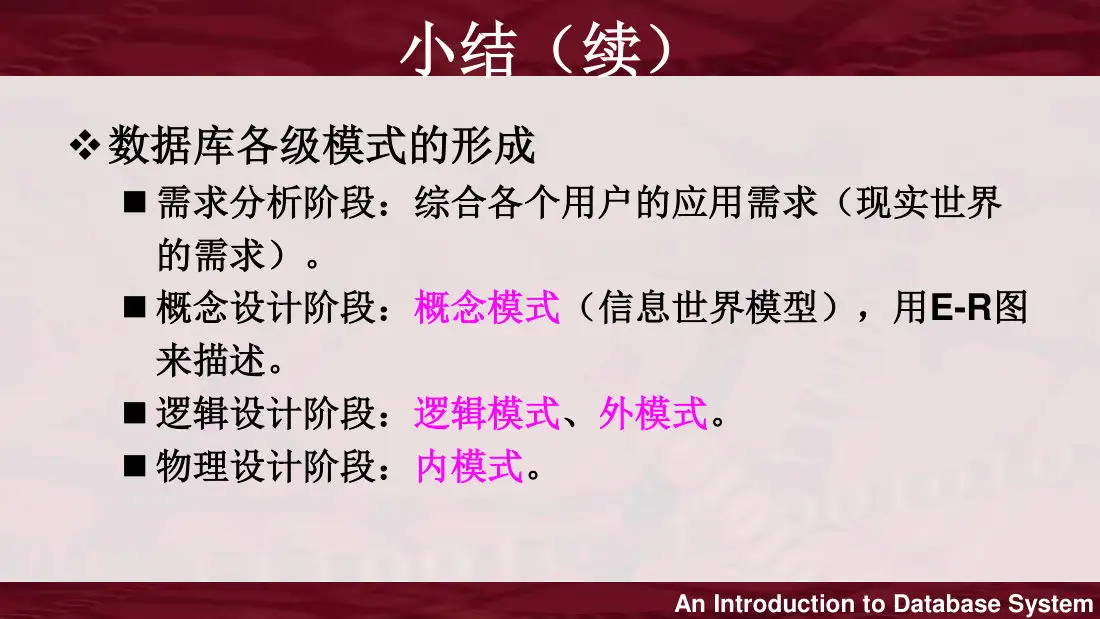 小结（续）
❖数据库各级模式的形成
■ 需求分析阶段：综合各个用户的应用需求（现实世界
的需求）。
■ 概念设计阶段：概念模式（信息世界模型），用E-R图
来描述。
■ 逻辑设计阶段：逻辑模式、外模式。
■ 物理设计阶段：内模式。
An Introduction to Database System